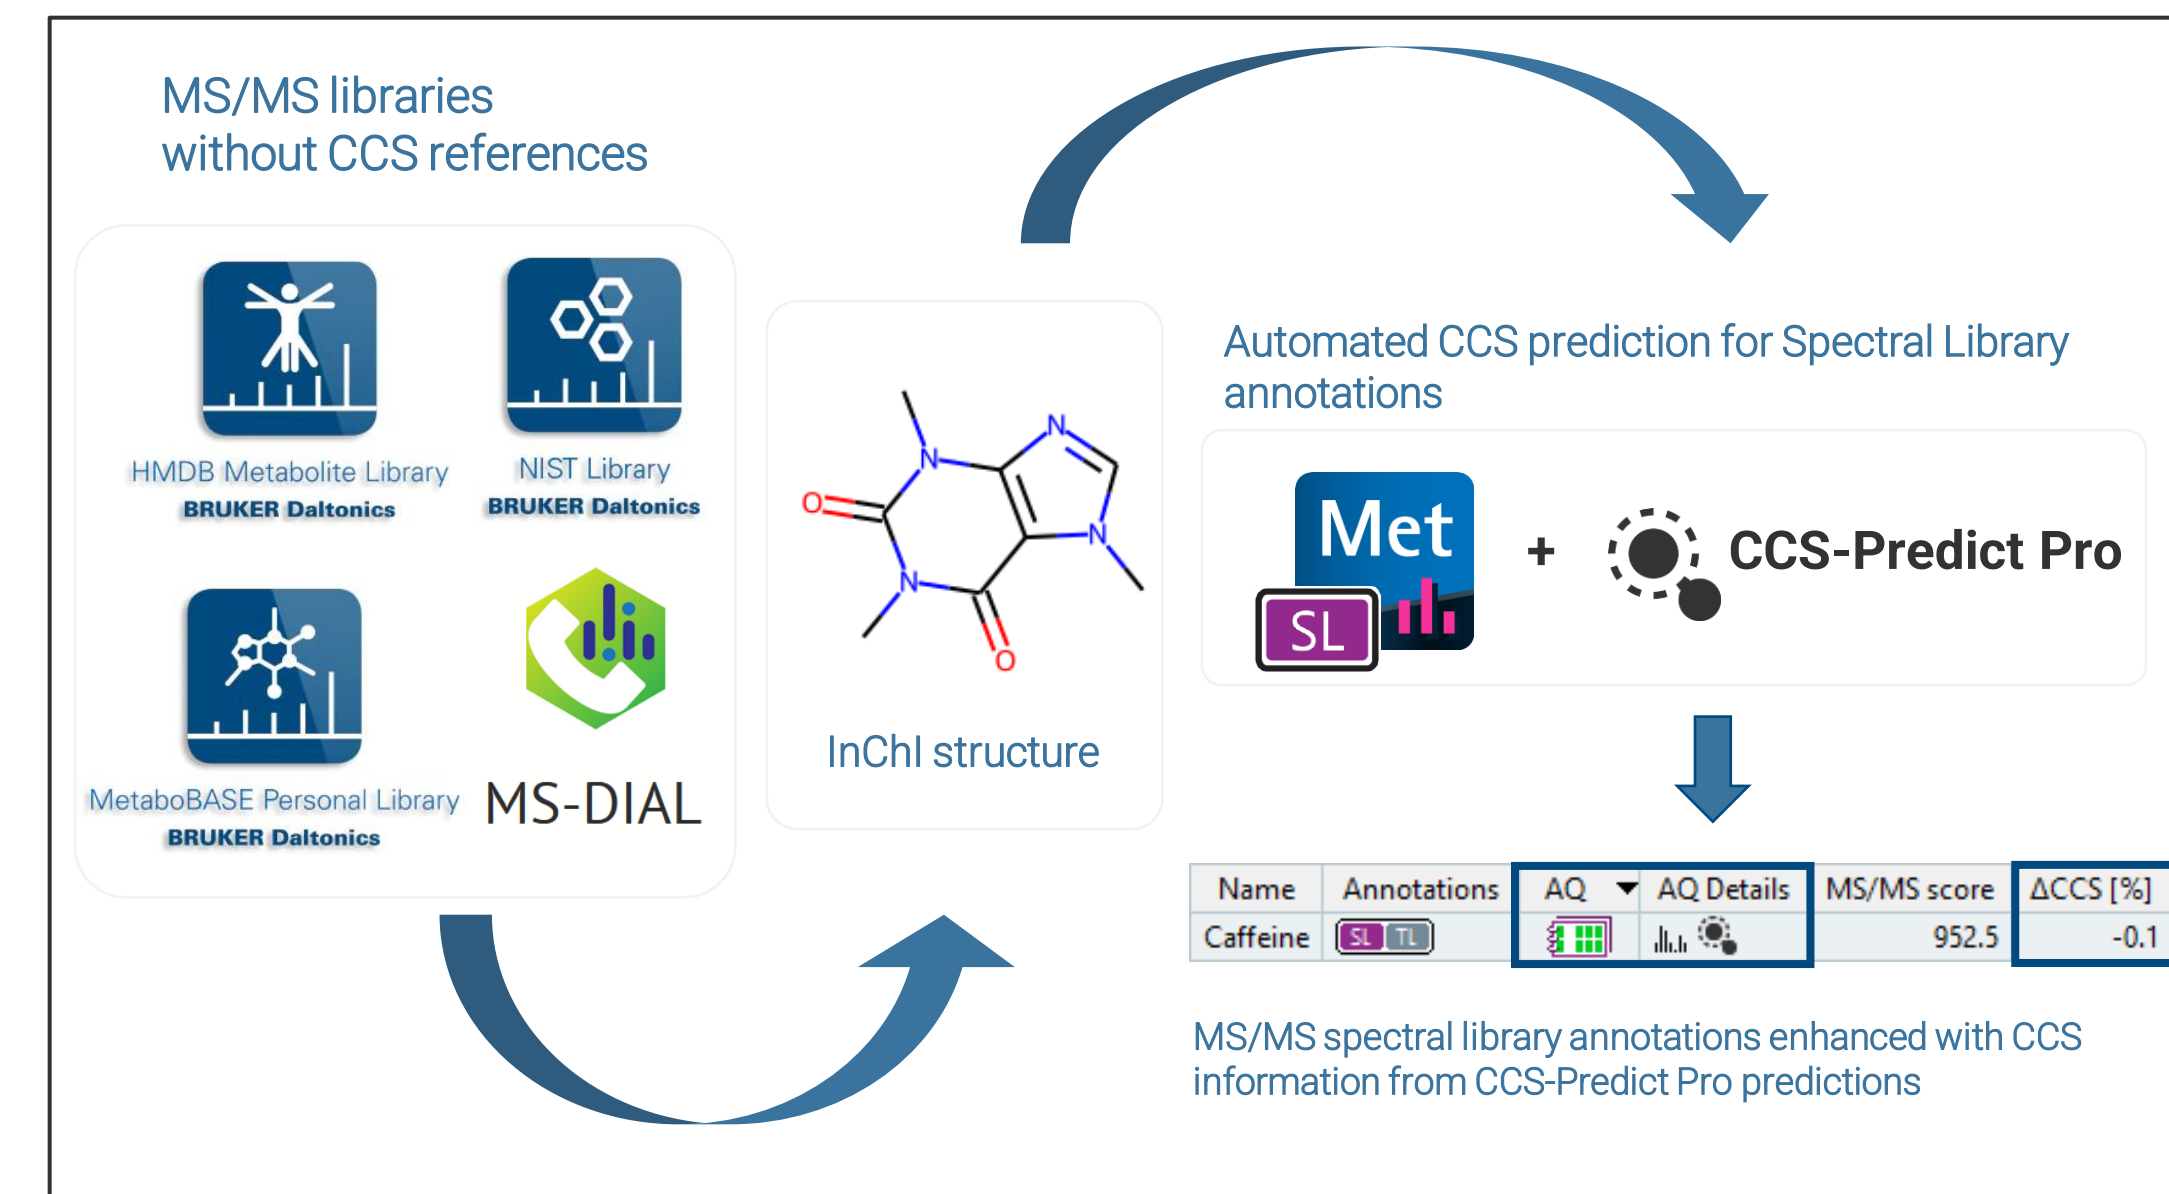 MS/MS libraries
without CCS references
HMDB Metabolite Library
BRUKER Daltonics
NIST Library
BRUKER Daltonics
MetaboBASE Personal Library
BRUKER Daltonics
MS-DIAL
N
N
O
N
N
O
InChI structure
Automated CCS prediction for Spectral Library
annotations
Met
SL
+
CCS-Predict Pro
Name Annotations AQ AQ Details MS/MS score ΔCCS [%]
Caffeine SL TL 952.5 -0.1
MS/MS spectral library annotations enhanced with CCS
information from CCS-Predict Pro predictions